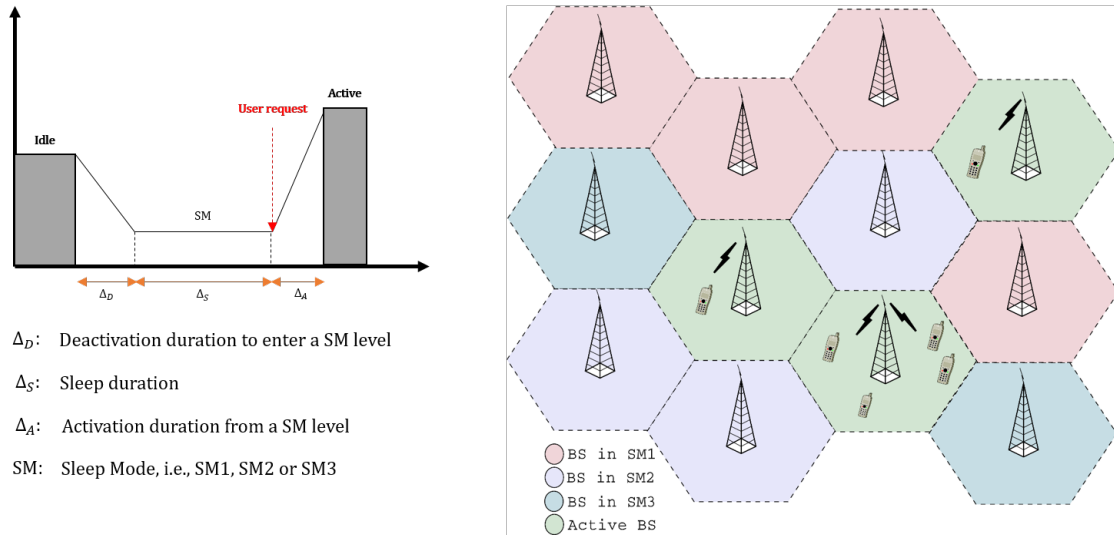 Active
User request
Idle
SM
Δ_D
Δ_S
Δ_A
Δ_D: Deactivation duration to enter a SM level
Δ_S: Sleep duration
Δ_A: Activation duration from a SM level
SM: Sleep Mode, i.e., SM1, SM2 or SM3
BS in SM1
BS in SM2
BS in SM3
Active BS